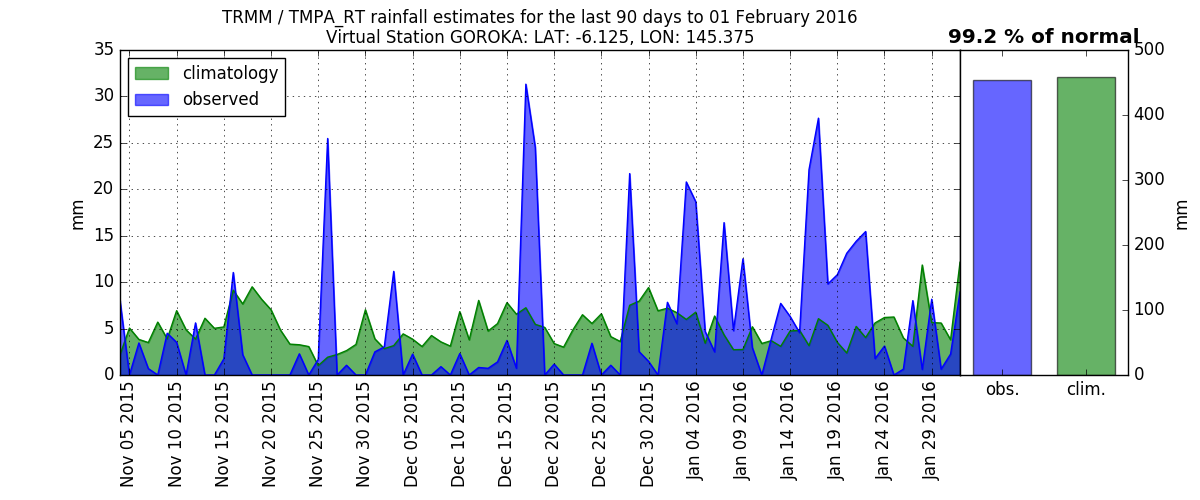 TRMM / TMPA_RT rainfall estimates for the last 90 days to 01 February 2016
Virtual Station GOROKA: LAT: -6.125, LON: 145.375
99.2 % of normal
climatology
observed
35
30
25
20
15
10
5
0
mm
Nov 05 2015
Nov 10 2015
Nov 15 2015
Nov 20 2015
Nov 25 2015
Nov 30 2015
Dec 05 2015
Dec 10 2015
Dec 15 2015
Dec 20 2015
Dec 25 2015
Dec 30 2015
Jan 04 2016
Jan 09 2016
Jan 14 2016
Jan 19 2016
Jan 24 2016
Jan 29 2016
obs.
clim.
500
400
300
200
100
0
mm